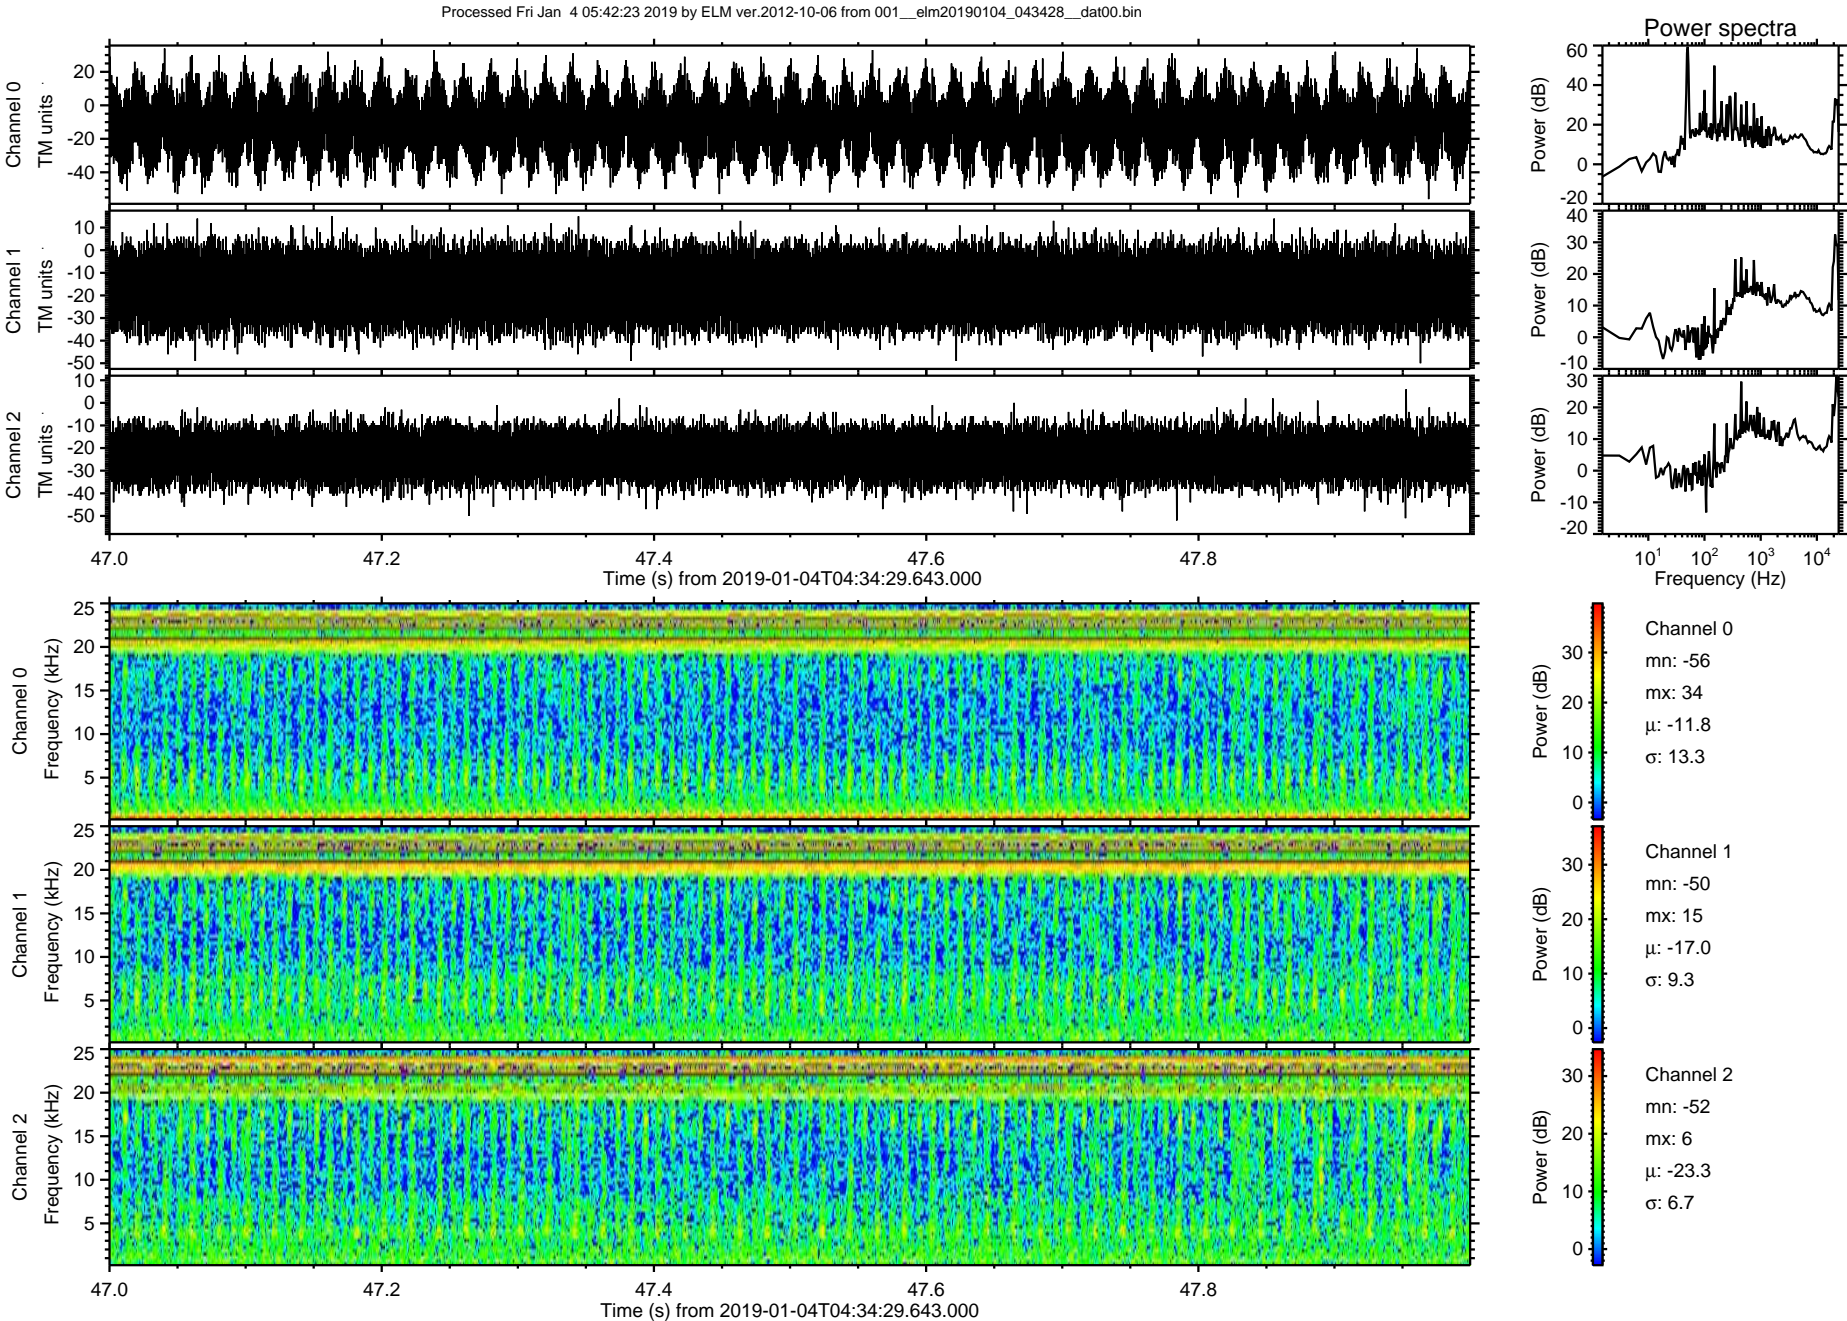 Processed Fri Jan  4 05:42:23 2019 by ELM ver.2012-10-06 from 001__elm20190104_043428__dat00.bin
Power spectra
Channel 0
TM units
20
0
-20
-40
Power (dB)
60
40
20
0
-20
Channel 1
TM units
10
0
-10
-20
-30
-40
-50
Power (dB)
40
30
20
10
0
-10
Channel 2
TM units
10
0
-10
-20
-30
-40
-50
Power (dB)
30
20
10
0
-10
-20
47.0 47.2 47.4 47.6 47.8
Time (s) from 2019-01-04T04:34:29.643.000
10¹ 10² 10³ 10⁴
Frequency (Hz)
Channel 0
Frequency (kHz)
25
20
15
10
5
Power (dB)
30
20
10
0
Channel 0
mn: -56
mx: 34
μ: -11.8
σ: 13.3
Channel 1
Frequency (kHz)
25
20
15
10
5
Power (dB)
30
20
10
0
Channel 1
mn: -50
mx: 15
μ: -17.0
σ: 9.3
Channel 2
Frequency (kHz)
25
20
15
10
5
Power (dB)
30
20
10
0
Channel 2
mn: -52
mx: 6
μ: -23.3
σ: 6.7
47.0 47.2 47.4 47.6 47.8
Time (s) from 2019-01-04T04:34:29.643.000